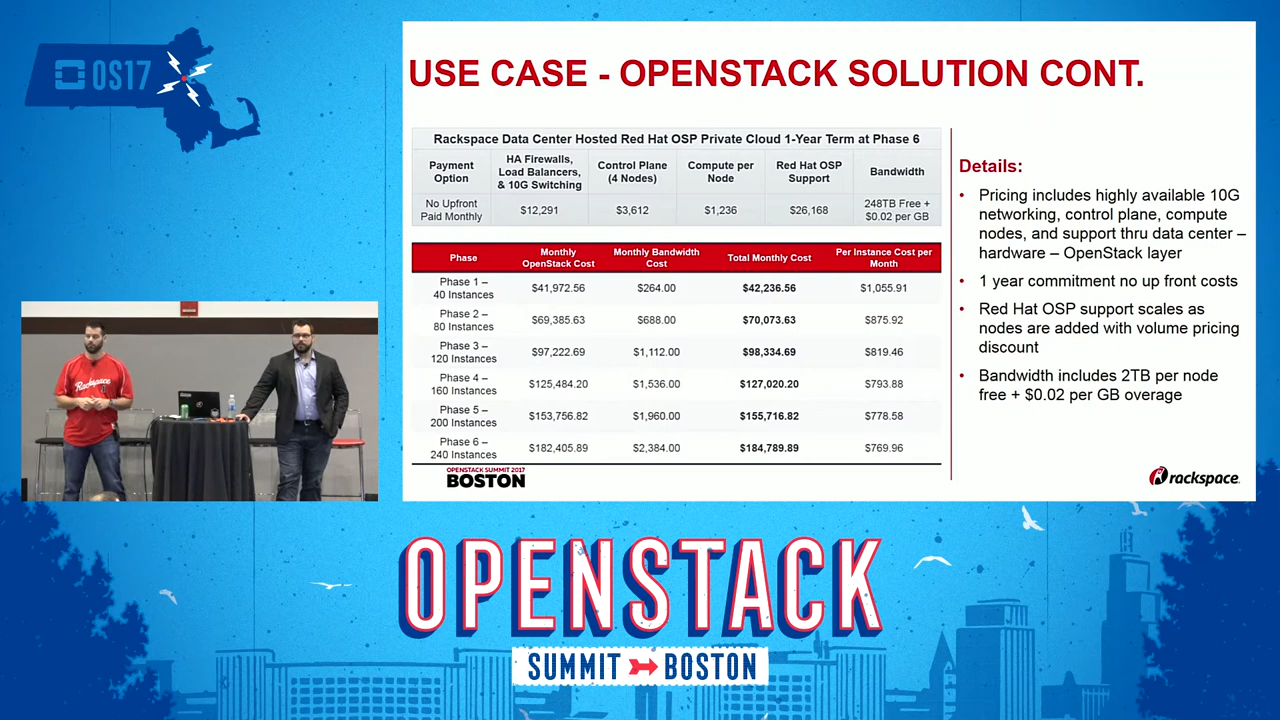 OS17
USE CASE - OPENSTACK SOLUTION CONT.
Rackspace Data Center Hosted Red Hat OSP Private Cloud 1-Year Term at Phase 6
Payment Option
HA Firewalls, Load Balancers, & 10G Switching
Control Plane (4 Nodes)
Compute per Node
Red Hat OSP Support
Bandwidth
No Upfront Paid Monthly
$12,291
$3,612
$1,236
$26,168
248TB Free + $0.02 per GB
Phase
Monthly OpenStack Cost
Monthly Bandwidth Cost
Total Monthly Cost
Per Instance Cost per Month
Phase 1 – 40 Instances
$41,972.56
$264.00
$42,236.56
$1,055.91
Phase 2 – 80 Instances
$69,385.63
$688.00
$70,073.63
$875.92
Phase 3 – 120 Instances
$97,222.69
$1,112.00
$98,334.69
$819.46
Phase 4 – 160 Instances
$125,484.20
$1,536.00
$127,020.20
$793.88
Phase 5 – 200 Instances
$153,756.82
$1,960.00
$155,716.82
$778.58
Phase 6 – 240 Instances
$182,405.89
$2,384.00
$184,789.89
$769.96
Details:
• Pricing includes highly available 10G
networking, control plane, compute
nodes, and support thru data center –
hardware – OpenStack layer
• 1 year commitment no up front costs
• Red Hat OSP support scales as
nodes are added with volume pricing
discount
• Bandwidth includes 2TB per node
free + $0.02 per GB overage
OPENSTACK SUMMIT 2017
BOSTON
rackspace.
Rackspace
OPENSTACK
SUMMIT BOSTON